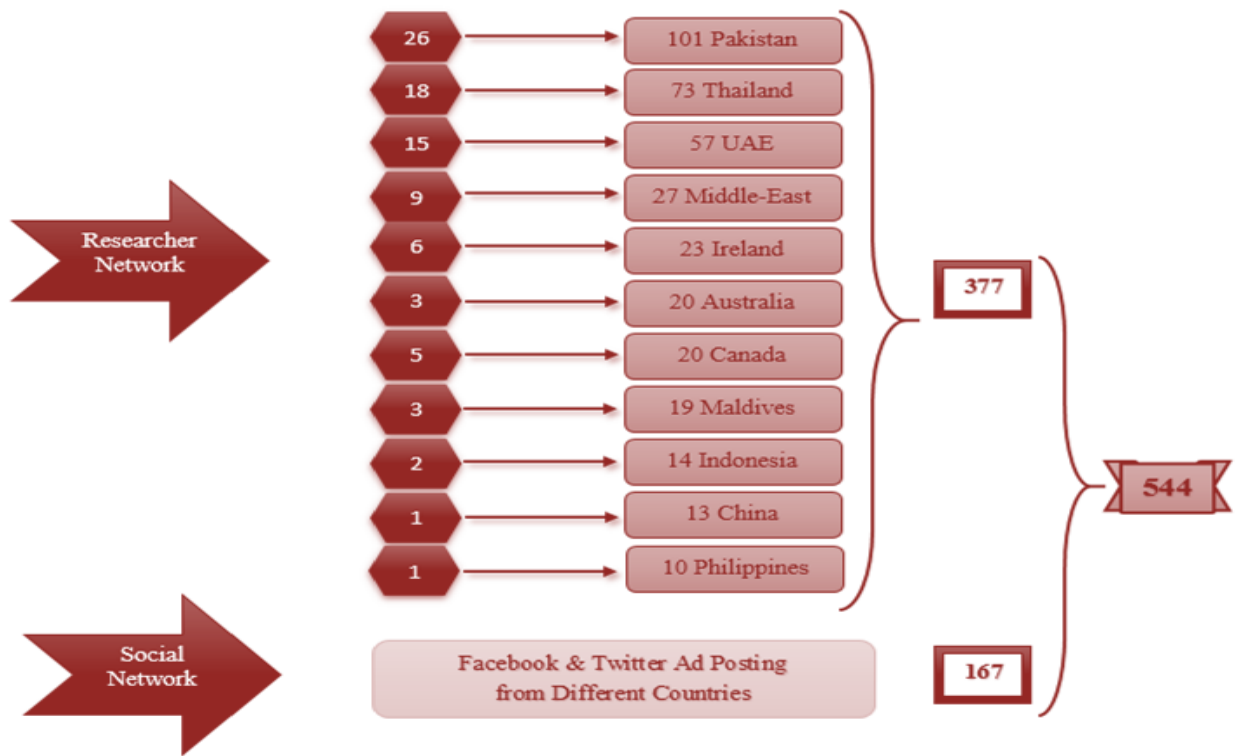 26
101 Pakistan
18
73 Thailand
15
57 UAE
9
27 Middle-East
Researcher
Network
6
23 Ireland
377
3
20 Australia
5
20 Canada
3
19 Maldives
2
14 Indonesia
544
1
13 China
1
10 Philippines
Social
Network
Facebook & Twitter Ad Posting
from Different Countries
167